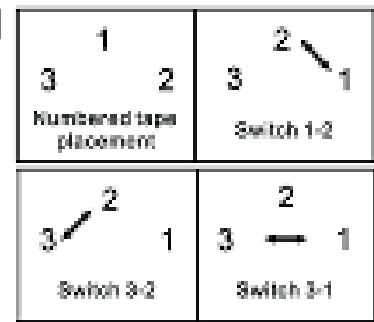 1
3 2
Numbered tape
placement
2
3 1
Switch 1-2
2
3 1
Switch 3-2
2
3 1
Switch 3-1